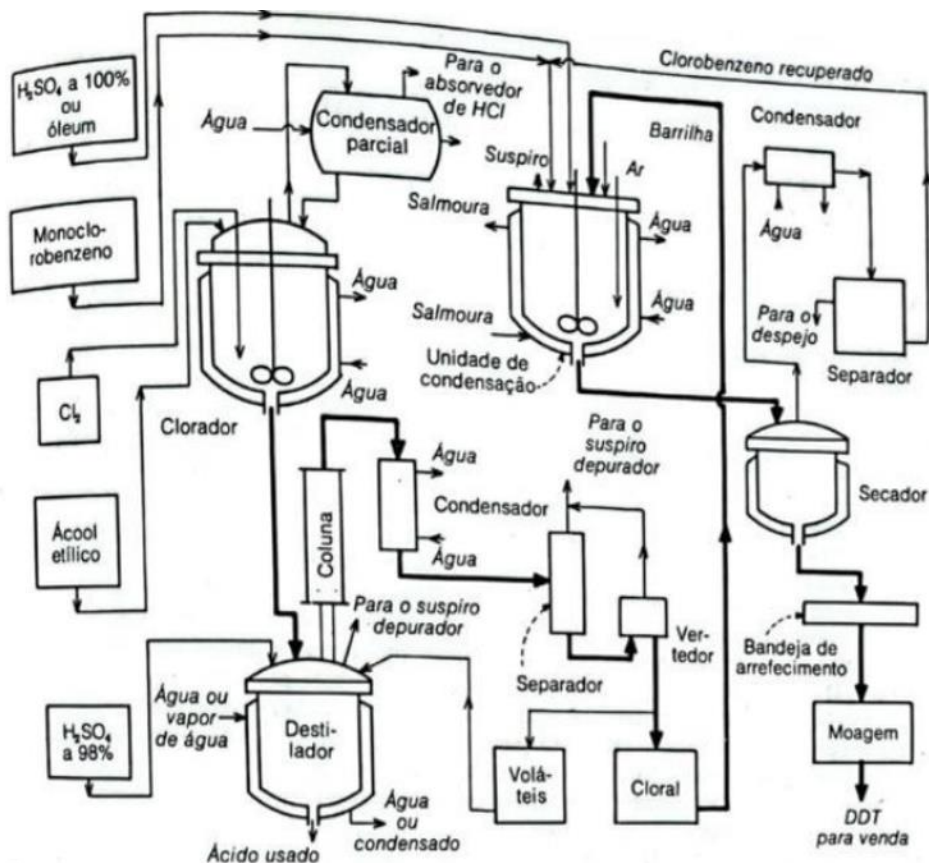 H₂SO₄ a 100%
ou
óleum
Monoclo-
robenzeno
Cl₂
Ácool
etílico
H₂SO₄
a 98%
Água
Condensador
parcial
Para o
absorvedor
de HCl
Água
Água
Clorador
Clorobenzeno recuperado
Barrilha
Suspiro
Ar
Salmoura
Água
Salmoura
Água
Unidade de
condensação
Condensador
Água
Para o
despejo
Separador
Secador
Bandeja de
arrefecimento
Moagem
DDT
para venda
Coluna
Água
Condensador
Água
Para o
suspiro
depurador
Separador
Ver-
tedor
Para o suspiro
depurador
Água ou
vapor
de água
Desti-
lador
Água
ou
condensado
Ácido usado
Volá-
teis
Cloral